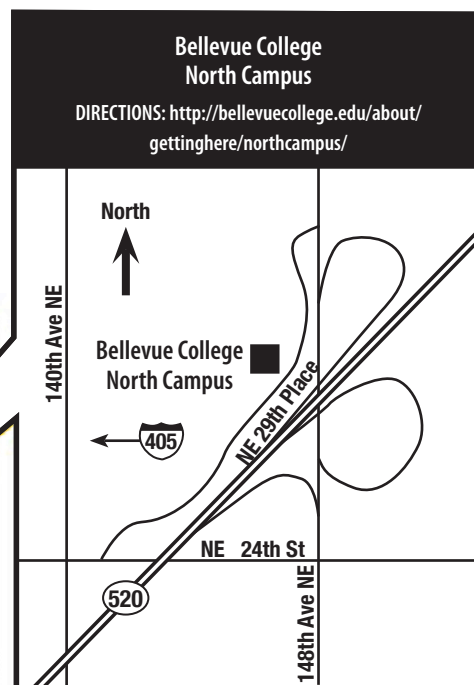 Bellevue College
North Campus
DIRECTIONS: http://bellevuecollege.edu/about/
gettinghere/northcampus/
North
140th Ave NE
Bellevue College
North Campus
NE 29th Place
405
NE 24th St
520
148th Ave NE